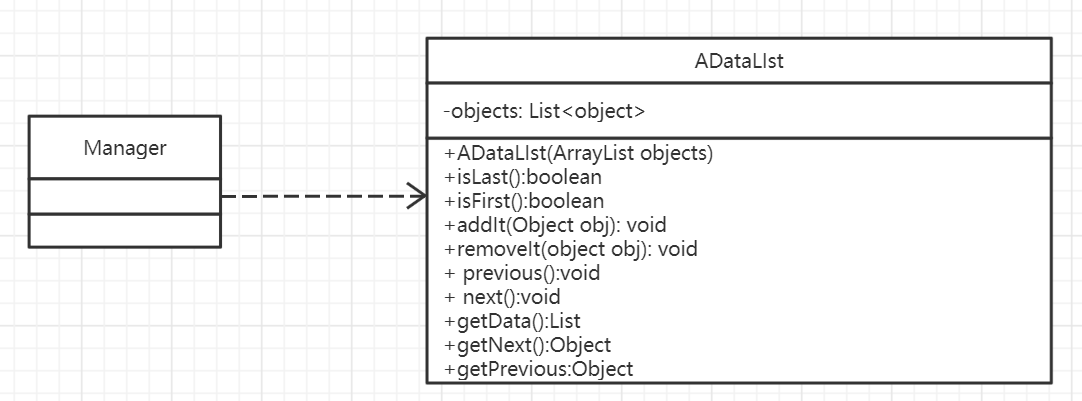 Manager
ADataLIst
-objects: List<object>
+ADataLIst(ArrayList objects)
+isLast():boolean
+isFirst():boolean
+addIt(Object obj): void
+removeIt(object obj): void
+ previous():void
+ next():void
+getData():List
+getNext():Object
+getPrevious:Object